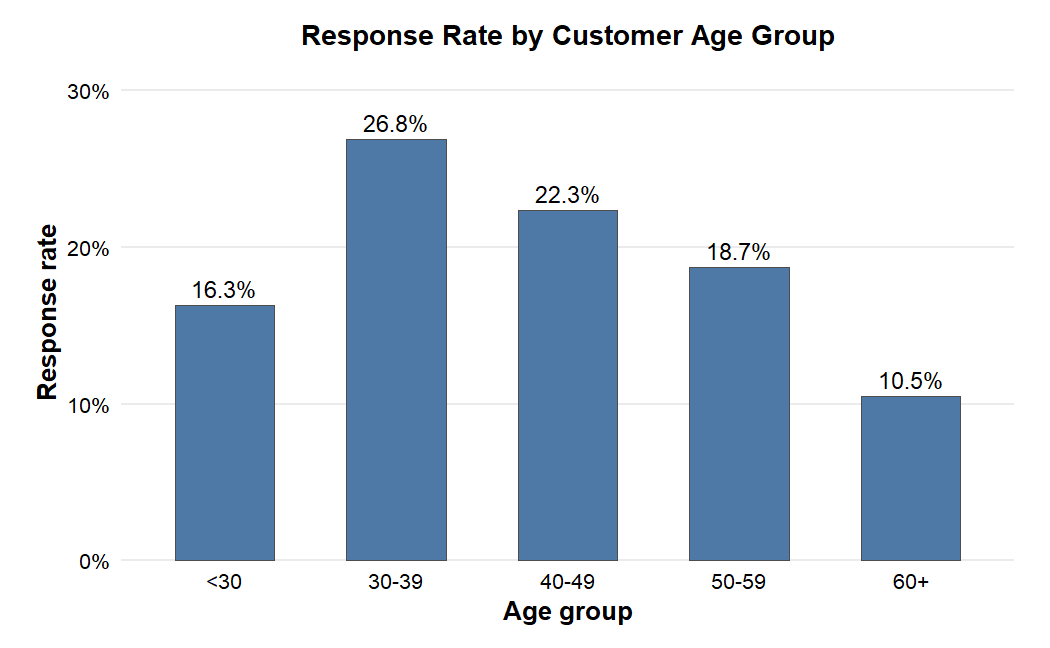 Response Rate by Customer Age Group
30%
26.8%
22.3%
20%
18.7%
16.3%
Response rate
10.5%
10%
0%
<30 30-39 40-49 50-59 60+
Age group